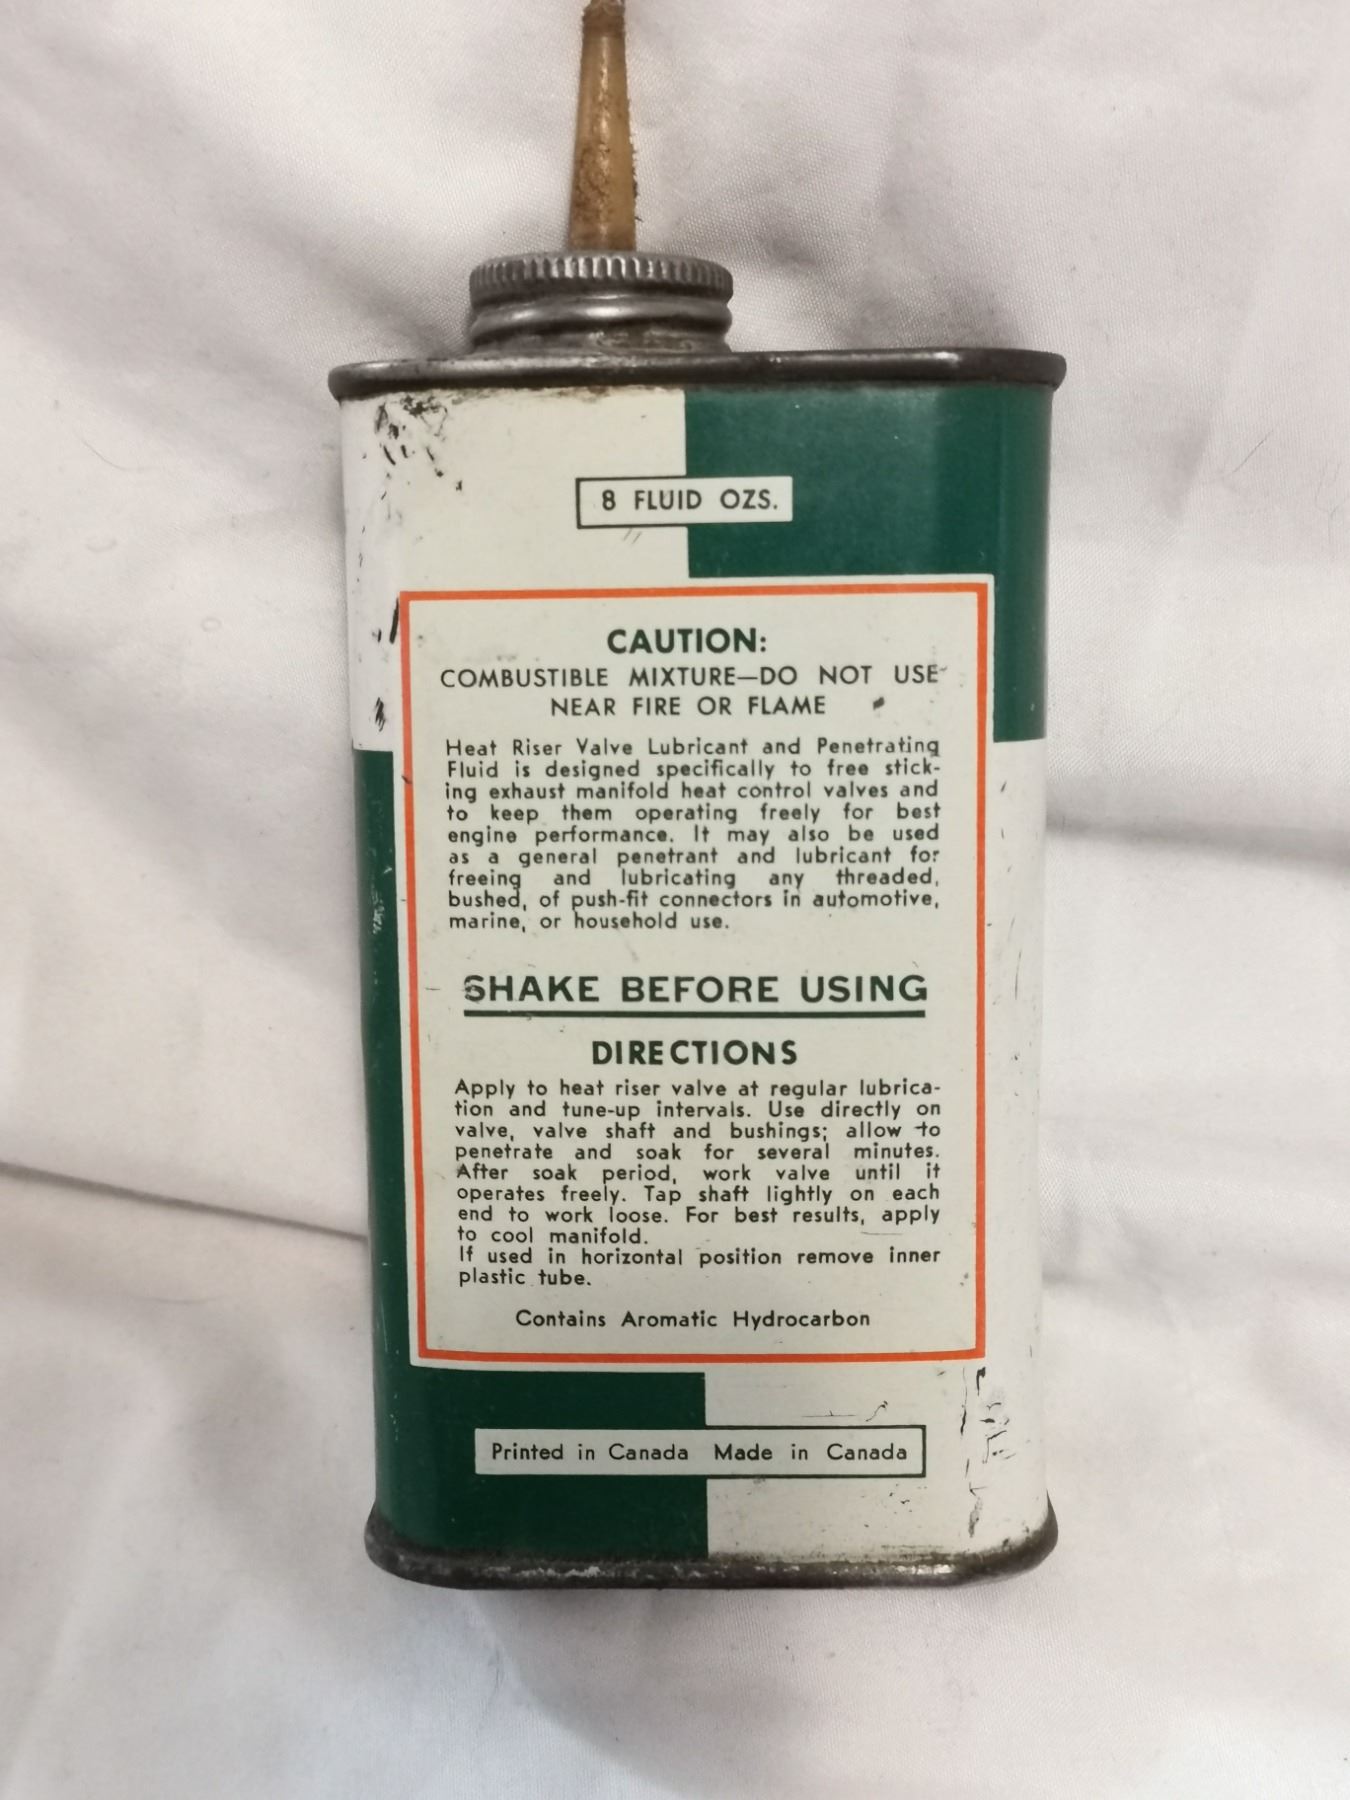 8 FLUID OZS.
CAUTION:
COMBUSTIBLE MIXTURE—DO NOT USE
NEAR FIRE OR FLAME
Heat Riser Valve Lubricant and Penetrating
Fluid is designed specifically to free stick-
ing exhaust manifold heat control valves and
to keep them operating freely for best
engine performance. It may also be used
as a general penetrant and lubricant for
freeing and lubricating any threaded,
bushed, of push-fit connectors in automotive,
marine, or household use.
SHAKE BEFORE USING
DIRECTIONS
Apply to heat riser valve at regular lubrica-
tion and tune-up intervals. Use directly on
valve, valve shaft and bushings; allow to
penetrate and soak for several minutes.
After soak period, work valve until it
operates freely. Tap shaft lightly on each
end to work loose. For best results, apply
to cool manifold.
If used in horizontal position remove inner
plastic tube.
Contains Aromatic Hydrocarbon
Printed in Canada Made in Canada